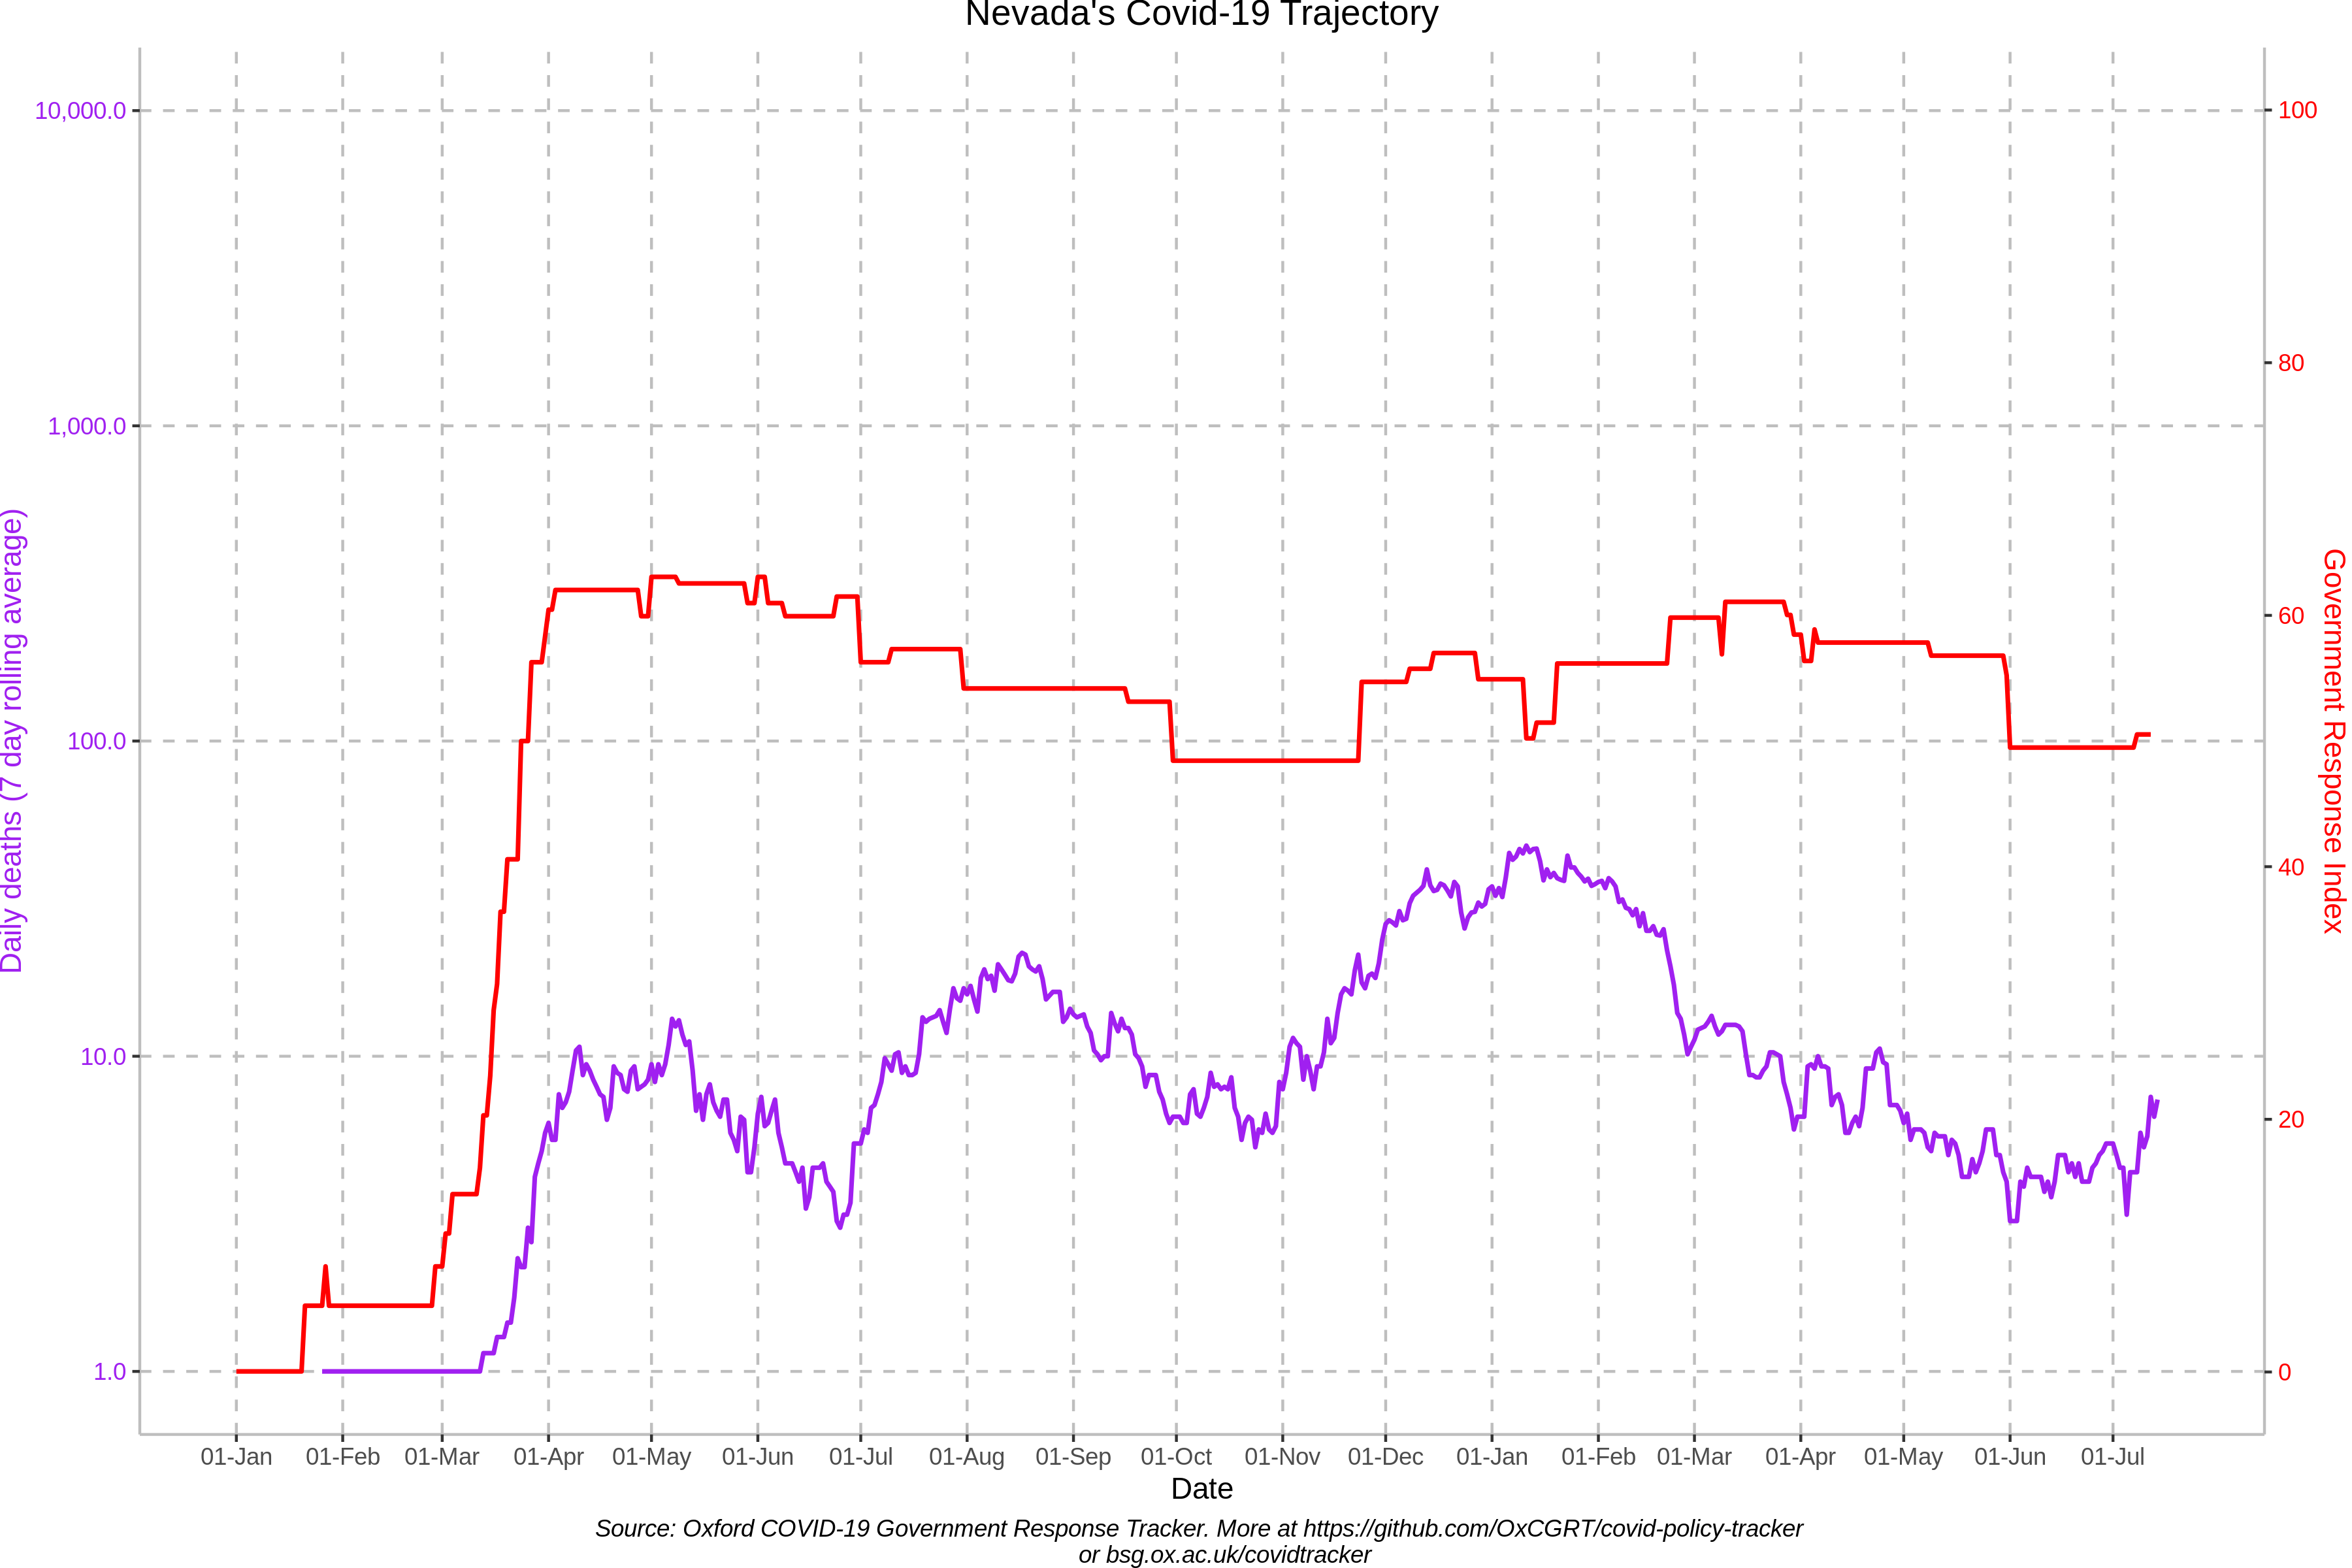 Nevada's Covid-19 Trajectory
Daily deaths (7 day rolling average)
10,000.0
1,000.0
100.0
10.0
1.0
100
80
60
40
20
0
Government Response Index
01-Jan 01-Feb 01-Mar 01-Apr 01-May 01-Jun 01-Jul 01-Aug 01-Sep 01-Oct 01-Nov 01-Dec 01-Jan 01-Feb 01-Mar 01-Apr 01-May 01-Jun 01-Jul
Date
Source: Oxford COVID-19 Government Response Tracker. More at https://github.com/OxCGRT/covid-policy-tracker
or bsg.ox.ac.uk/covidtracker